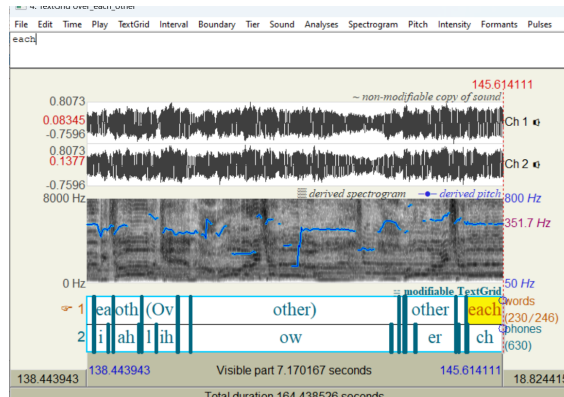 4. TextGrid over_each_other
File Edit Time Play TextGrid Interval Boundary Tier Sound Analyses Spectrogram Pitch Intensity Formants Pulses
each
145.614111
~ non-modifiable copy of sound
0.8073
0.08345
-0.7596
Ch 1
0.8073
0.1377
-0.7596
Ch 2
derived spectrogram derived pitch
8000 Hz
800 Hz
351.7 Hz
0 Hz
50 Hz
modifiable TextGrid
1 ea oth (Ov other) other each words
(230/246)
2 i ah l ih ow er ch phones
(630)
138.443943 138.443943 Visible part 7.170167 seconds 145.614111 18.824415
Total duration 164.438526 seconds